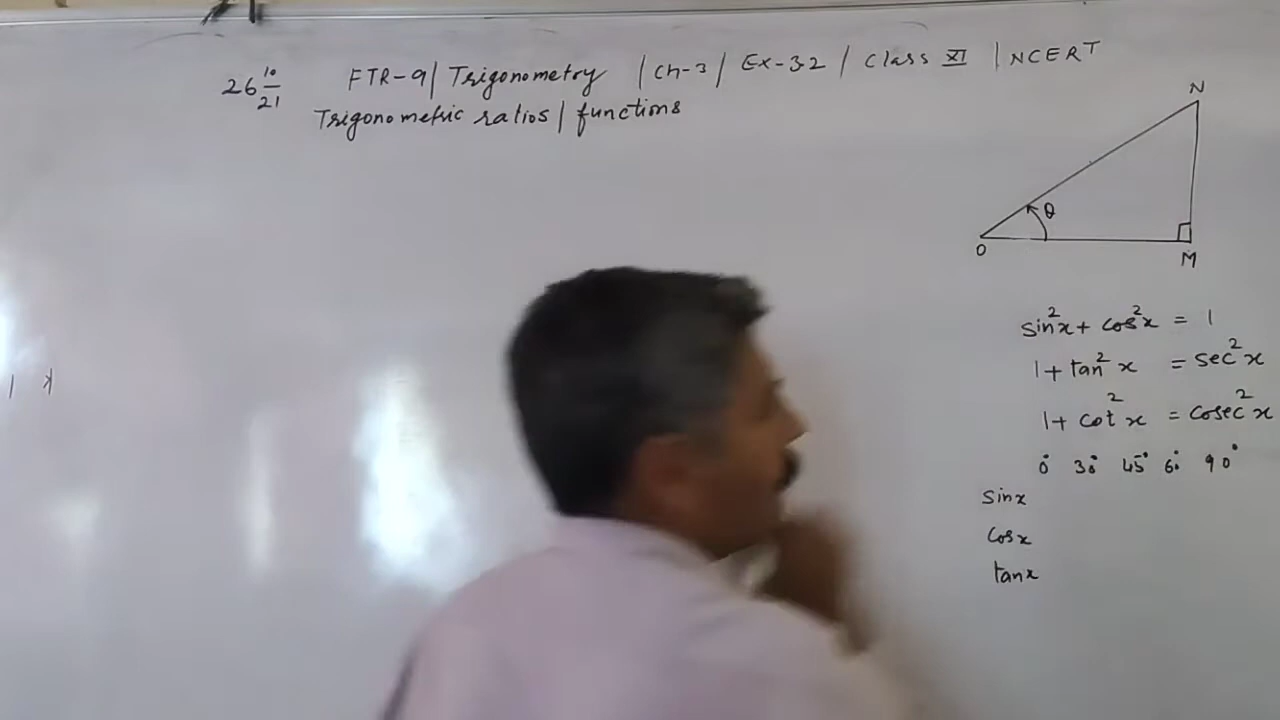 26 10/21 FTR-9 | Trigonometry | Ch-3 | Ex-3.2 | Class XI | NCERT
Trigonometric ratios | functions
N
θ
O
M
sin²x + cos²x = 1
1 + tan²x = sec²x
1 + cot²x = cosec²x
0° 30° 45° 60° 90°
sinx
cosx
tanx